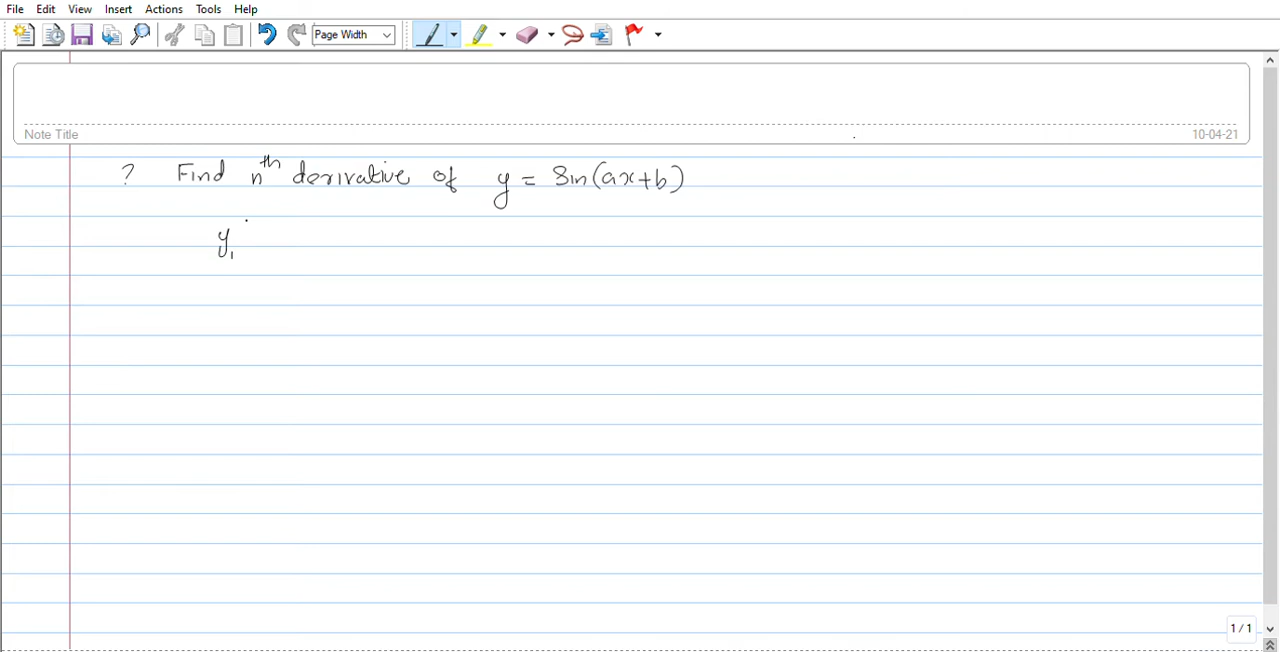 File Edit View Insert Actions Tools Help
Page Width
Note Title
10-04-21
? Find nth derivative of y = Sin(ax+b)
y₁
1 / 1